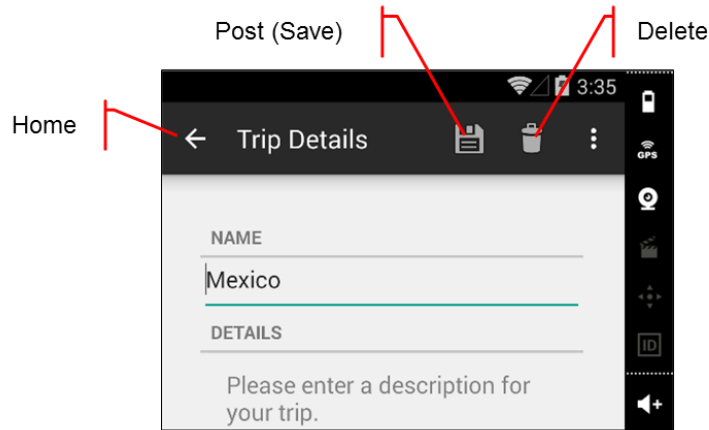 Post (Save)
Delete
Home
3:35
Trip Details
GPS
NAME
Mexico
DETAILS
ID
Please enter a description for
your trip.